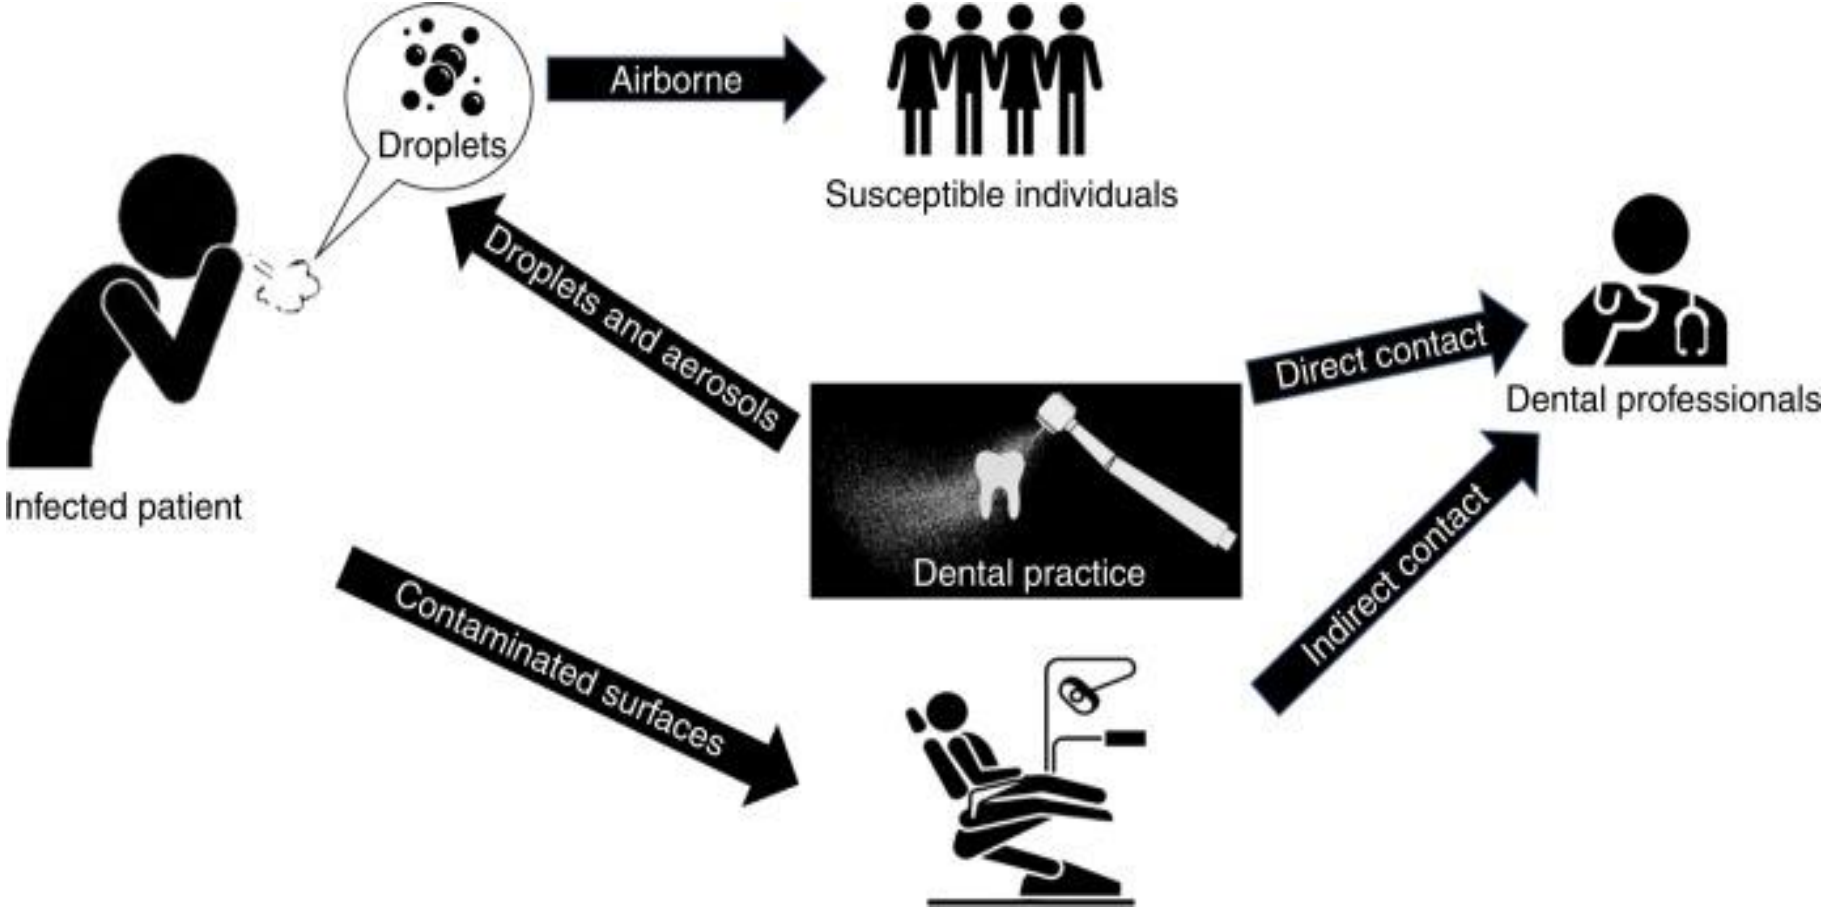 Droplets
Airborne
Susceptible individuals
Infected patient
Droplets and aerosols
Dental practice
Direct contact
Dental professionals
Contaminated surfaces
Indirect contact